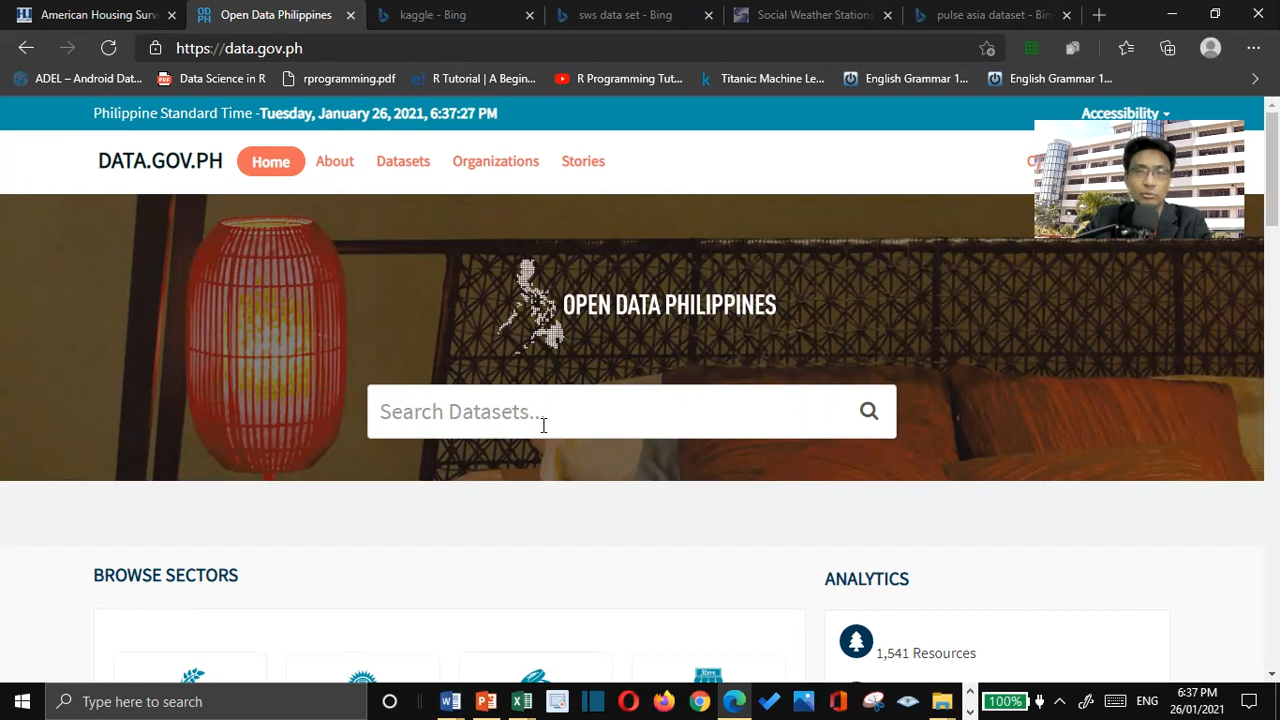 American Housing Surv
Open Data Philippines
kaggle - Bing
sws data set - Bing
Social Weather Stations
pulse asia dataset - Bin
https://data.gov.ph
ADEL – Android Dat...
Data Science in R
rprogramming.pdf
R Tutorial | A Begin...
R Programming Tut...
Titanic: Machine Le...
English Grammar 1...
English Grammar 1...
Philippine Standard Time -Tuesday, January 26, 2021, 6:37:27 PM
Accessibility
DATA.GOV.PH
Home
About
Datasets
Organizations
Stories
OPEN DATA PHILIPPINES
Search Datasets...
BROWSE SECTORS
ANALYTICS
1,541 Resources
Type here to search
100%
ENG
6:37 PM
26/01/2021